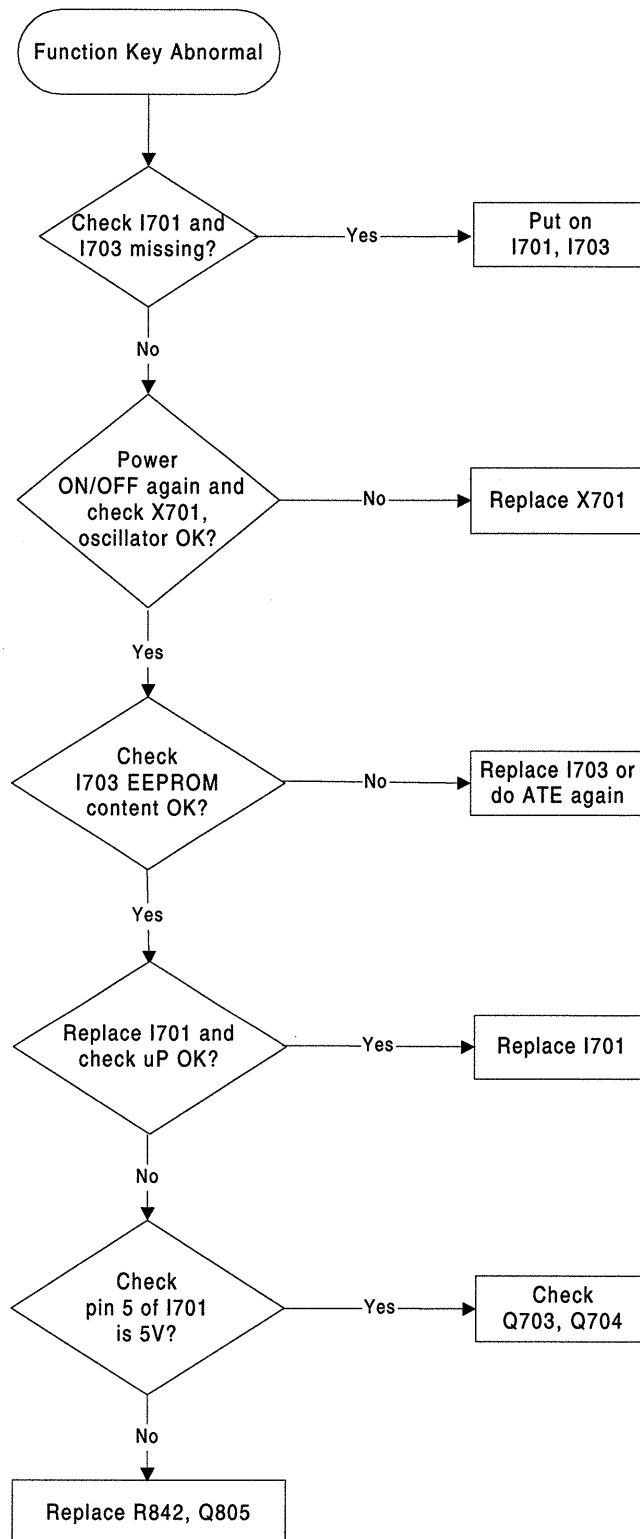 Function Key Abnormal
Check I701 and
I703 missing?
Yes
Put on
I701, I703
No
Power
ON/OFF again and
check X701,
oscillator OK?
No
Replace X701
Yes
Check
I703 EEPROM
content OK?
No
Replace I703 or
do ATE again
Yes
Replace I701 and
check uP OK?
Yes
Replace I701
No
Check
pin 5 of I701
is 5V?
Yes
Check
Q703, Q704
No
Replace R842, Q805